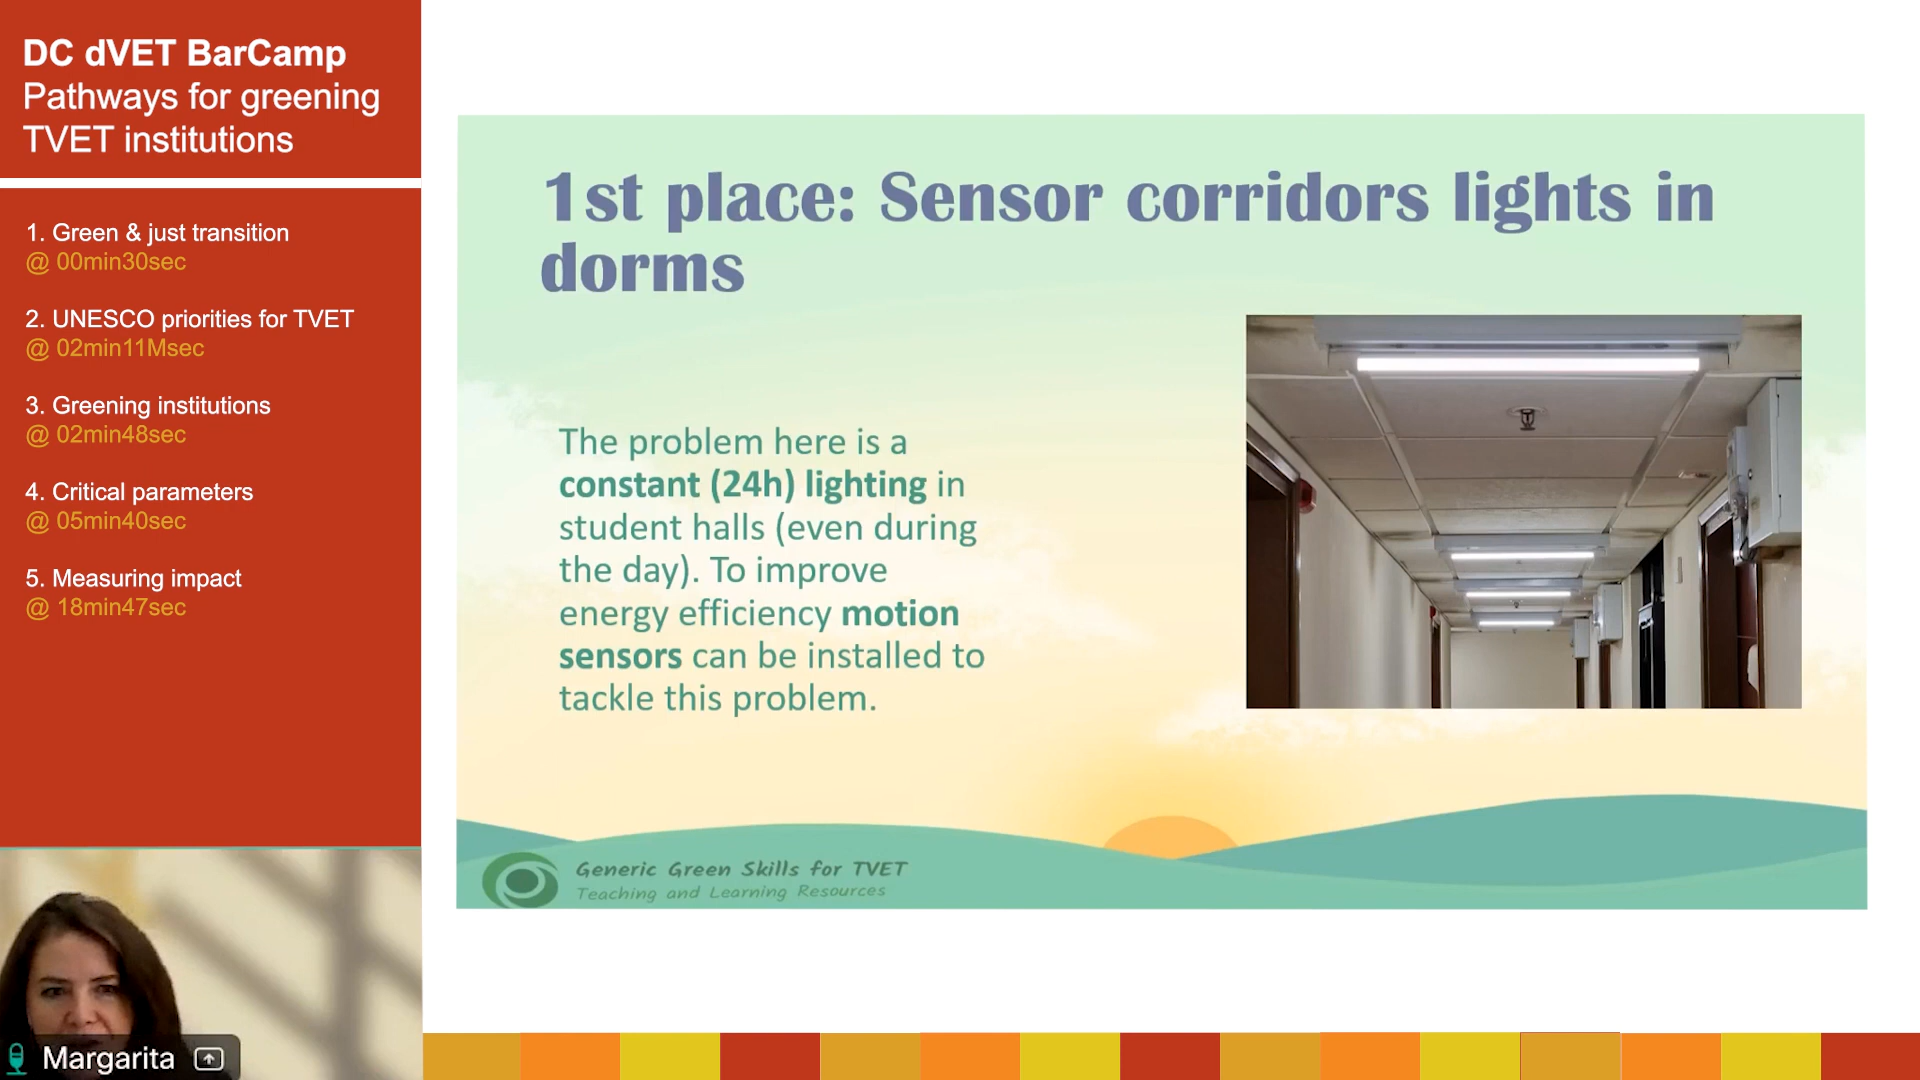 DC dVET BarCamp
Pathways for greening
TVET institutions
1. Green & just transition
@ 00min30sec
2. UNESCO priorities for TVET
@ 02min11Msec
3. Greening institutions
@ 02min48sec
4. Critical parameters
@ 05min40sec
5. Measuring impact
@ 18min47sec
1st place: Sensor corridors lights in
dorms
The problem here is a
constant (24h) lighting in
student halls (even during
the day). To improve
energy efficiency motion
sensors can be installed to
tackle this problem.
Generic Green Skills for TVET
Teaching and Learning Resources
Margarita